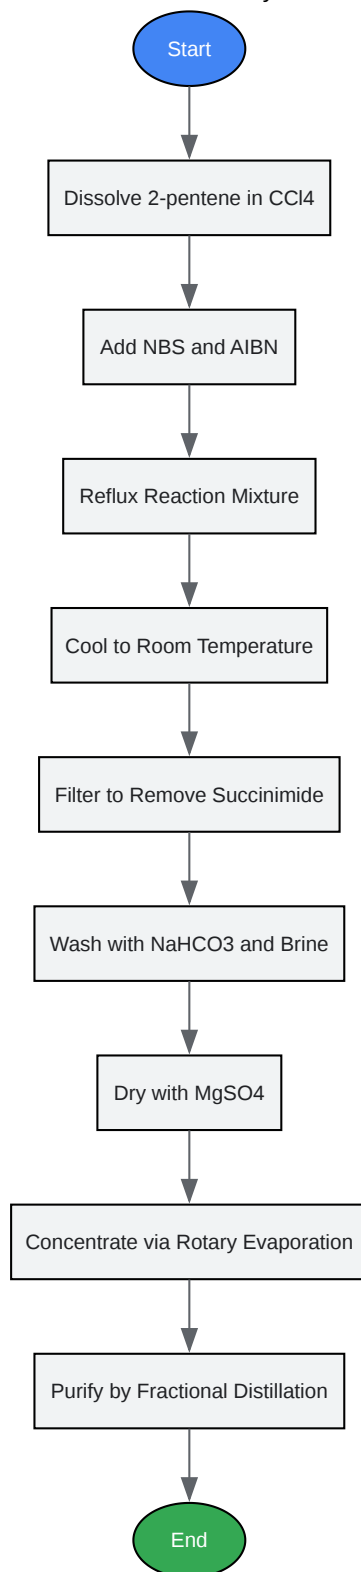 Start
Dissolve 2-pentene in CCl4
Add NBS and AIBN
Reflux Reaction Mixture
Cool to Room Temperature
Filter to Remove Succinimide
Wash with NaHCO3 and Brine
Dry with MgSO4
Concentrate via Rotary Evaporation
Purify by Fractional Distillation
End